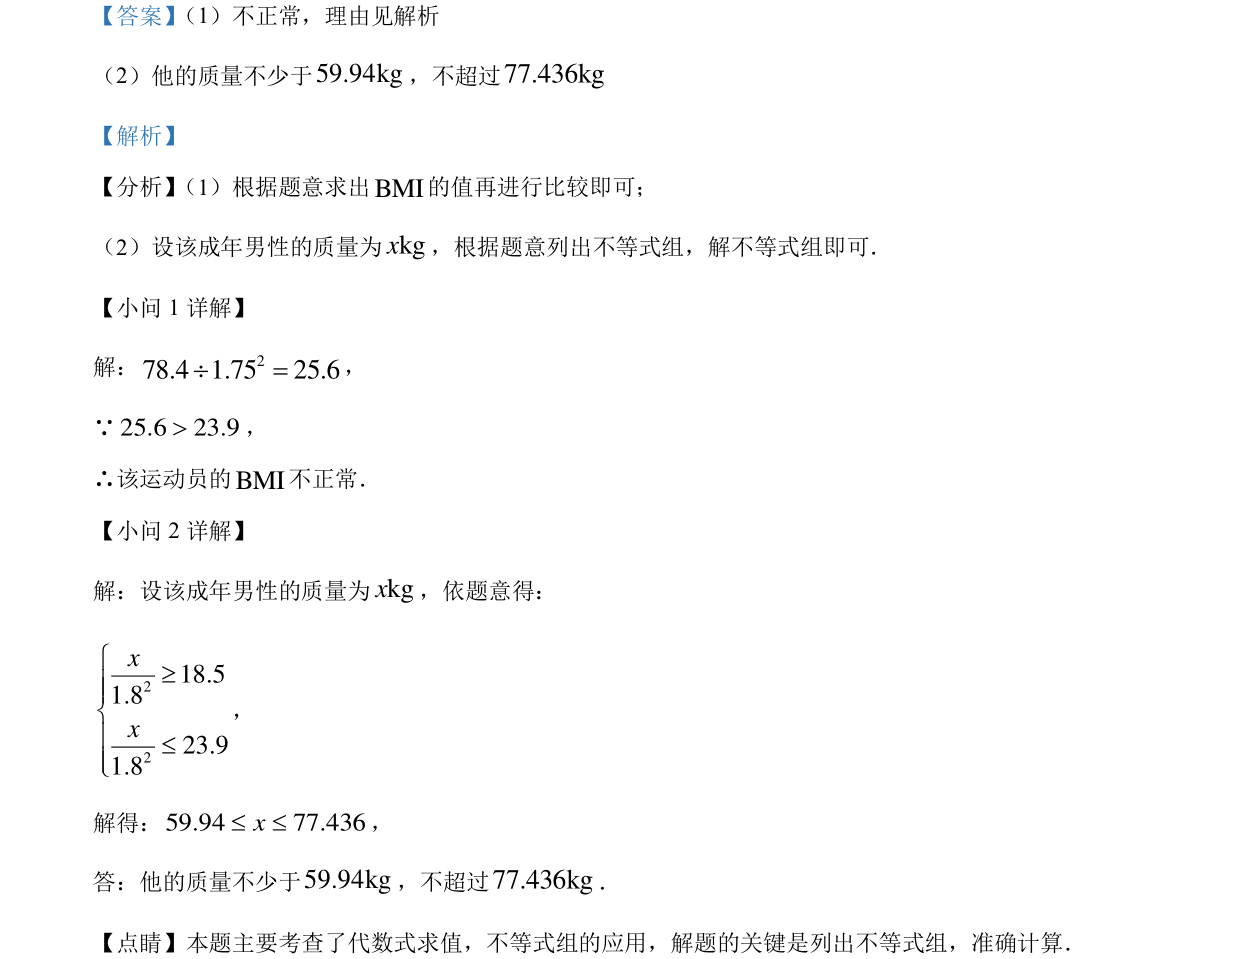 【答案】（1）不正常，理由见解析
（2）他的质量不少于59.94kg，不超过77.436kg
【解析】
【分析】（1）根据题意求出BMI的值再进行比较即可；
（2）设该成年男性的质量为xkg，根据题意列出不等式组，解不等式组即可．
【小问1详解】
解：78.4÷1.75²=25.6，
∵25.6>23.9，
∴该运动员的BMI不正常．
【小问2详解】
解：设该成年男性的质量为xkg，依题意得：
x/1.8²≥18.5
x/1.8²≤23.9，
解得：59.94≤x≤77.436，
答：他的质量不少于59.94kg，不超过77.436kg．
【点睛】本题主要考查了代数式求值，不等式组的应用，解题的关键是列出不等式组，准确计算．